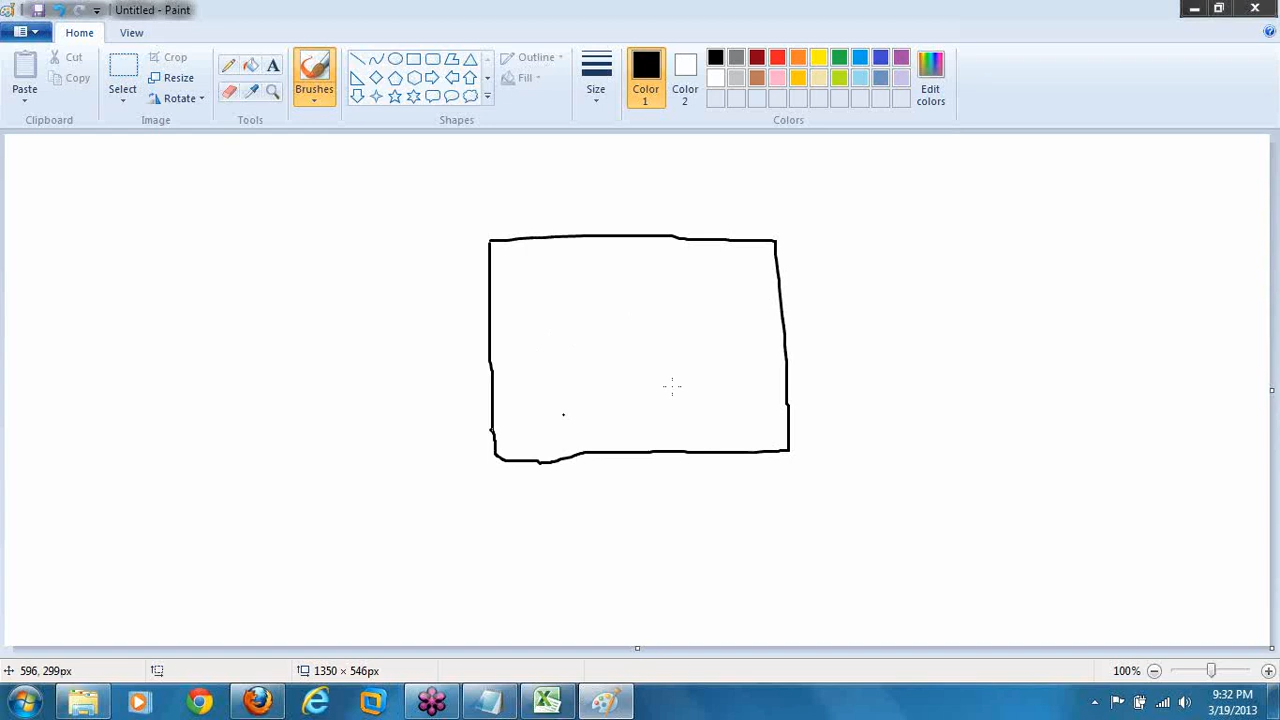 Untitled - Paint
Home View
Paste
Cut
Copy
Clipboard
Select
Crop
Resize
Rotate
Image
A
Tools
Brushes
Shapes
Outline
Fill
Size
Color
1
Color
2
Edit
colors
Colors
596, 299px
1350 × 546px
100%
9:32 PM
3/19/2013